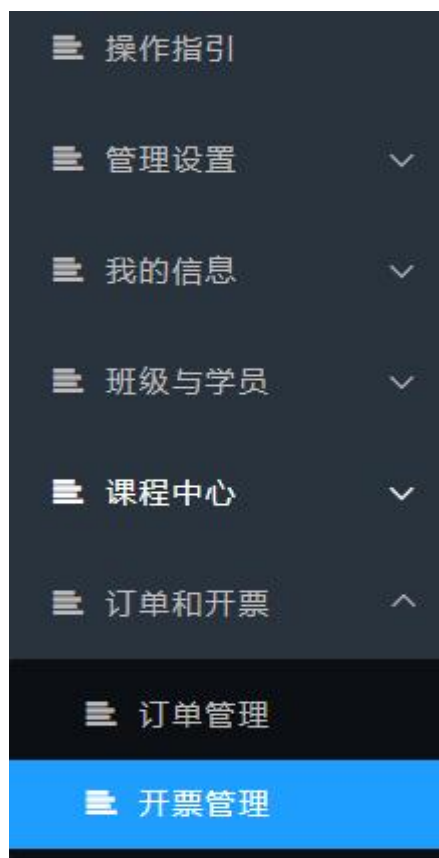 操作指引
管理设置
我的信息
班级与学员
课程中心
订单和开票
订单管理
开票管理